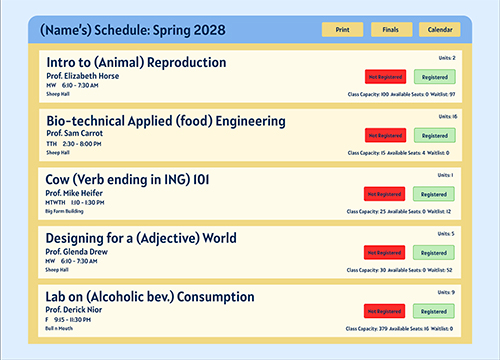 (Name's) Schedule: Spring 2028
Print
Finals
Calendar
Units: 2
Intro to (Animal) Reproduction
Prof. Elizabeth Horse
MW 6:10 - 7:30 AM
Sheep Hall
Not Registered
Registered
Class Capacity: 100 Available Seats: 0 Waitlist: 97
Units: 16
Bio-technical Applied (food) Engineering
Prof. Sam Carrot
TTH 2:30 - 8:00 PM
Sheep Hall
Not Registered
Registered
Class Capacity: 15 Available Seats: 4 Waitlist: 0
Units: 1
Cow (Verb ending in ING) 101
Prof. Mike Heifer
MTWTH 1:10 - 1:30 PM
Big Farm Building
Not Registered
Registered
Class Capacity: 25 Available Seats: 0 Waitlist: 12
Units: 5
Designing for a (Adjective) World
Prof. Glenda Drew
MW 6:10 - 7:30 AM
Sheep Hall
Not Registered
Registered
Class Capacity: 30 Available Seats: 0 Waitlist: 52
Units: 9
Lab on (Alcoholic bev.) Consumption
Prof. Derick Nior
F 9:15 - 11:30 PM
Bull n Mouth
Not Registered
Registered
Class Capacity: 379 Available Seats: 16 Waitlist: 0